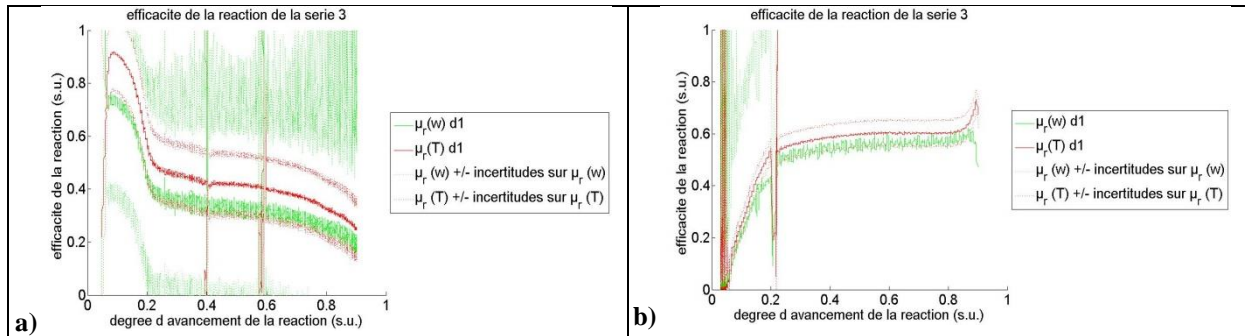 efficacite de la reaction de la serie 3
efficacite de la reaction (s.u.)
1
0.8
0.6
0.4
0.2
0
0 0.2 0.4 0.6 0.8 1
degree d avancement de la reaction (s.u.)
μr(w) d1
μr(T) d1
μr (w) +/- incertitudes sur μr (w)
μr (T) +/- incertitudes sur μr (T)
a)
efficacite de la reaction de la serie 3
efficacite de la reaction (s.u.)
1
0.8
0.6
0.4
0.2
0
0 0.2 0.4 0.6 0.8 1
degree d avancement de la reaction (s.u.)
μr(w) d1
μr(T) d1
μr (w) +/- incertitudes sur μr (w)
μr (T) +/- incertitudes sur μr (T)
b)